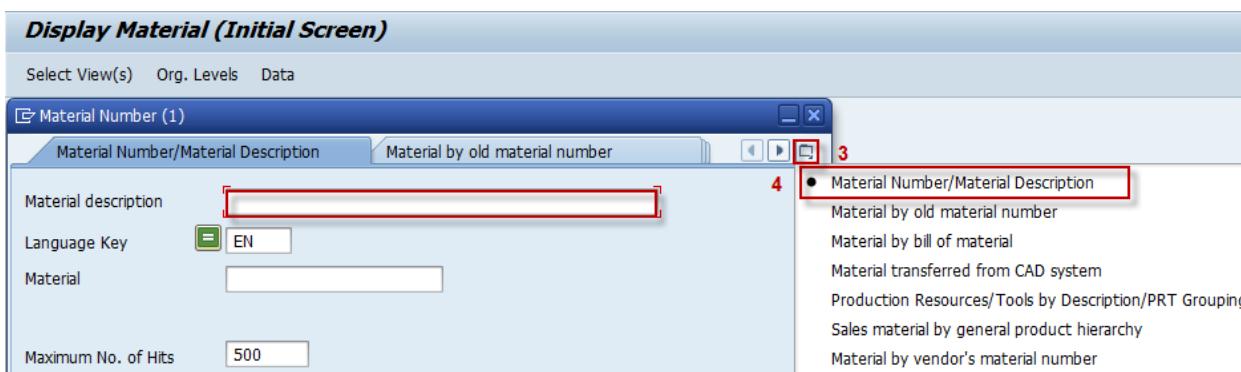 Display Material (Initial Screen)
Select View(s) Org. Levels Data
Material Number (1)
Material Number/Material Description Material by old material number 3
4 Material Number/Material Description
Material description
Material by old material number
Language Key = EN
Material by bill of material
Material
Material transferred from CAD system
Production Resources/Tools by Description/PRT Grouping
Sales material by general product hierarchy
Maximum No. of Hits 500
Material by vendor's material number